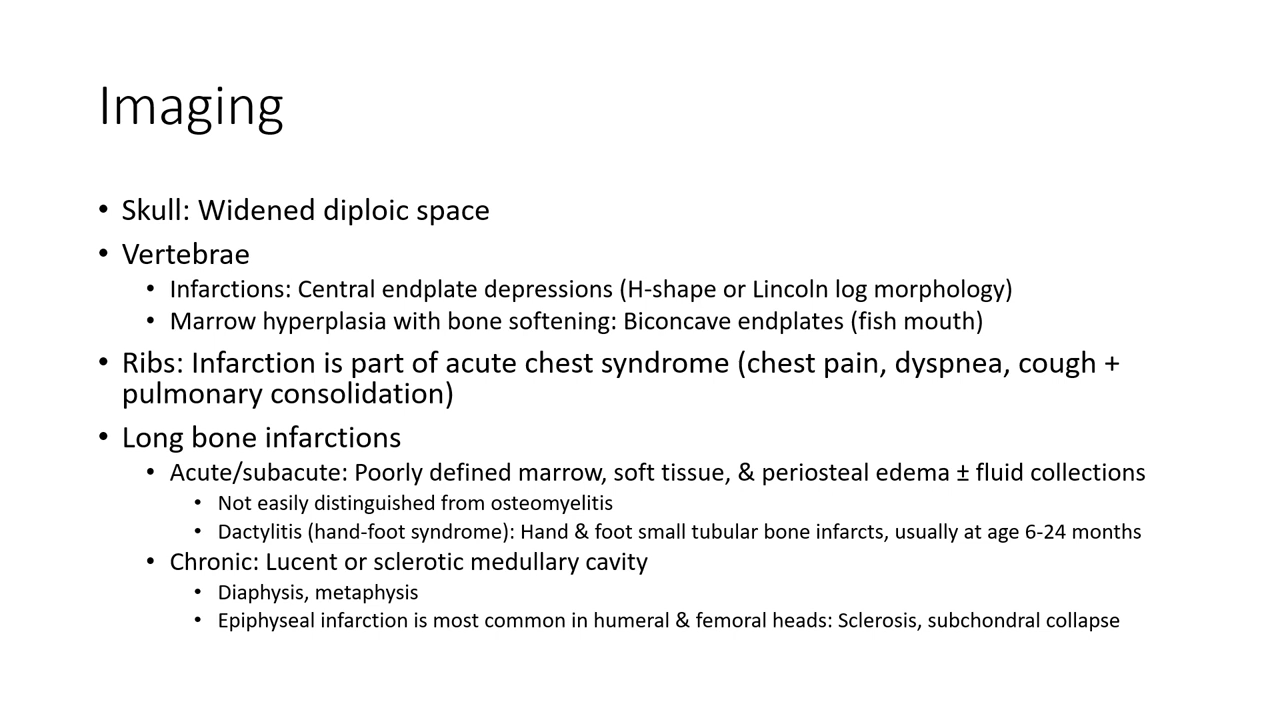 Imaging
• Skull: Widened diploic space
• Vertebrae
• Infarctions: Central endplate depressions (H-shape or Lincoln log morphology)
• Marrow hyperplasia with bone softening: Biconcave endplates (fish mouth)
• Ribs: Infarction is part of acute chest syndrome (chest pain, dyspnea, cough +
pulmonary consolidation)
• Long bone infarctions
• Acute/subacute: Poorly defined marrow, soft tissue, & periosteal edema ± fluid collections
• Not easily distinguished from osteomyelitis
• Dactylitis (hand-foot syndrome): Hand & foot small tubular bone infarcts, usually at age 6-24 months
• Chronic: Lucent or sclerotic medullary cavity
• Diaphysis, metaphysis
• Epiphyseal infarction is most common in humeral & femoral heads: Sclerosis, subchondral collapse